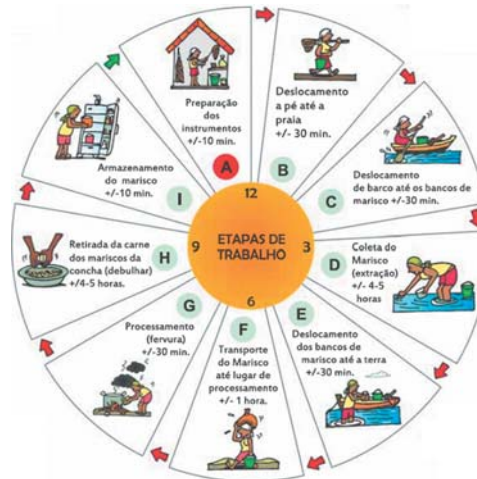 Preparação
dos
instrumentos
+/-10 min.
A
Deslocamento
a pé até a
praia
+/- 30 min.
B
Deslocamento
de barco até os bancos
de marisco +/-30 min.
C
Coleta do
Marisco
(extração)
+/- 4-5
horas
D
Deslocamento
dos bancos de
marisco até a terra
+/-30 min.
E
Transporte
do Marisco
até lugar de
processamento
+/- 1 hora.
F
Processamento
(fervura)
+/-30 min.
G
Retirada da carne
dos mariscos da
concha (debulhar)
+/4-5 horas.
H
Armazenamento
do marisco
+/-10 min.
I
12
3
6
9
ETAPAS DE
TRABALHO